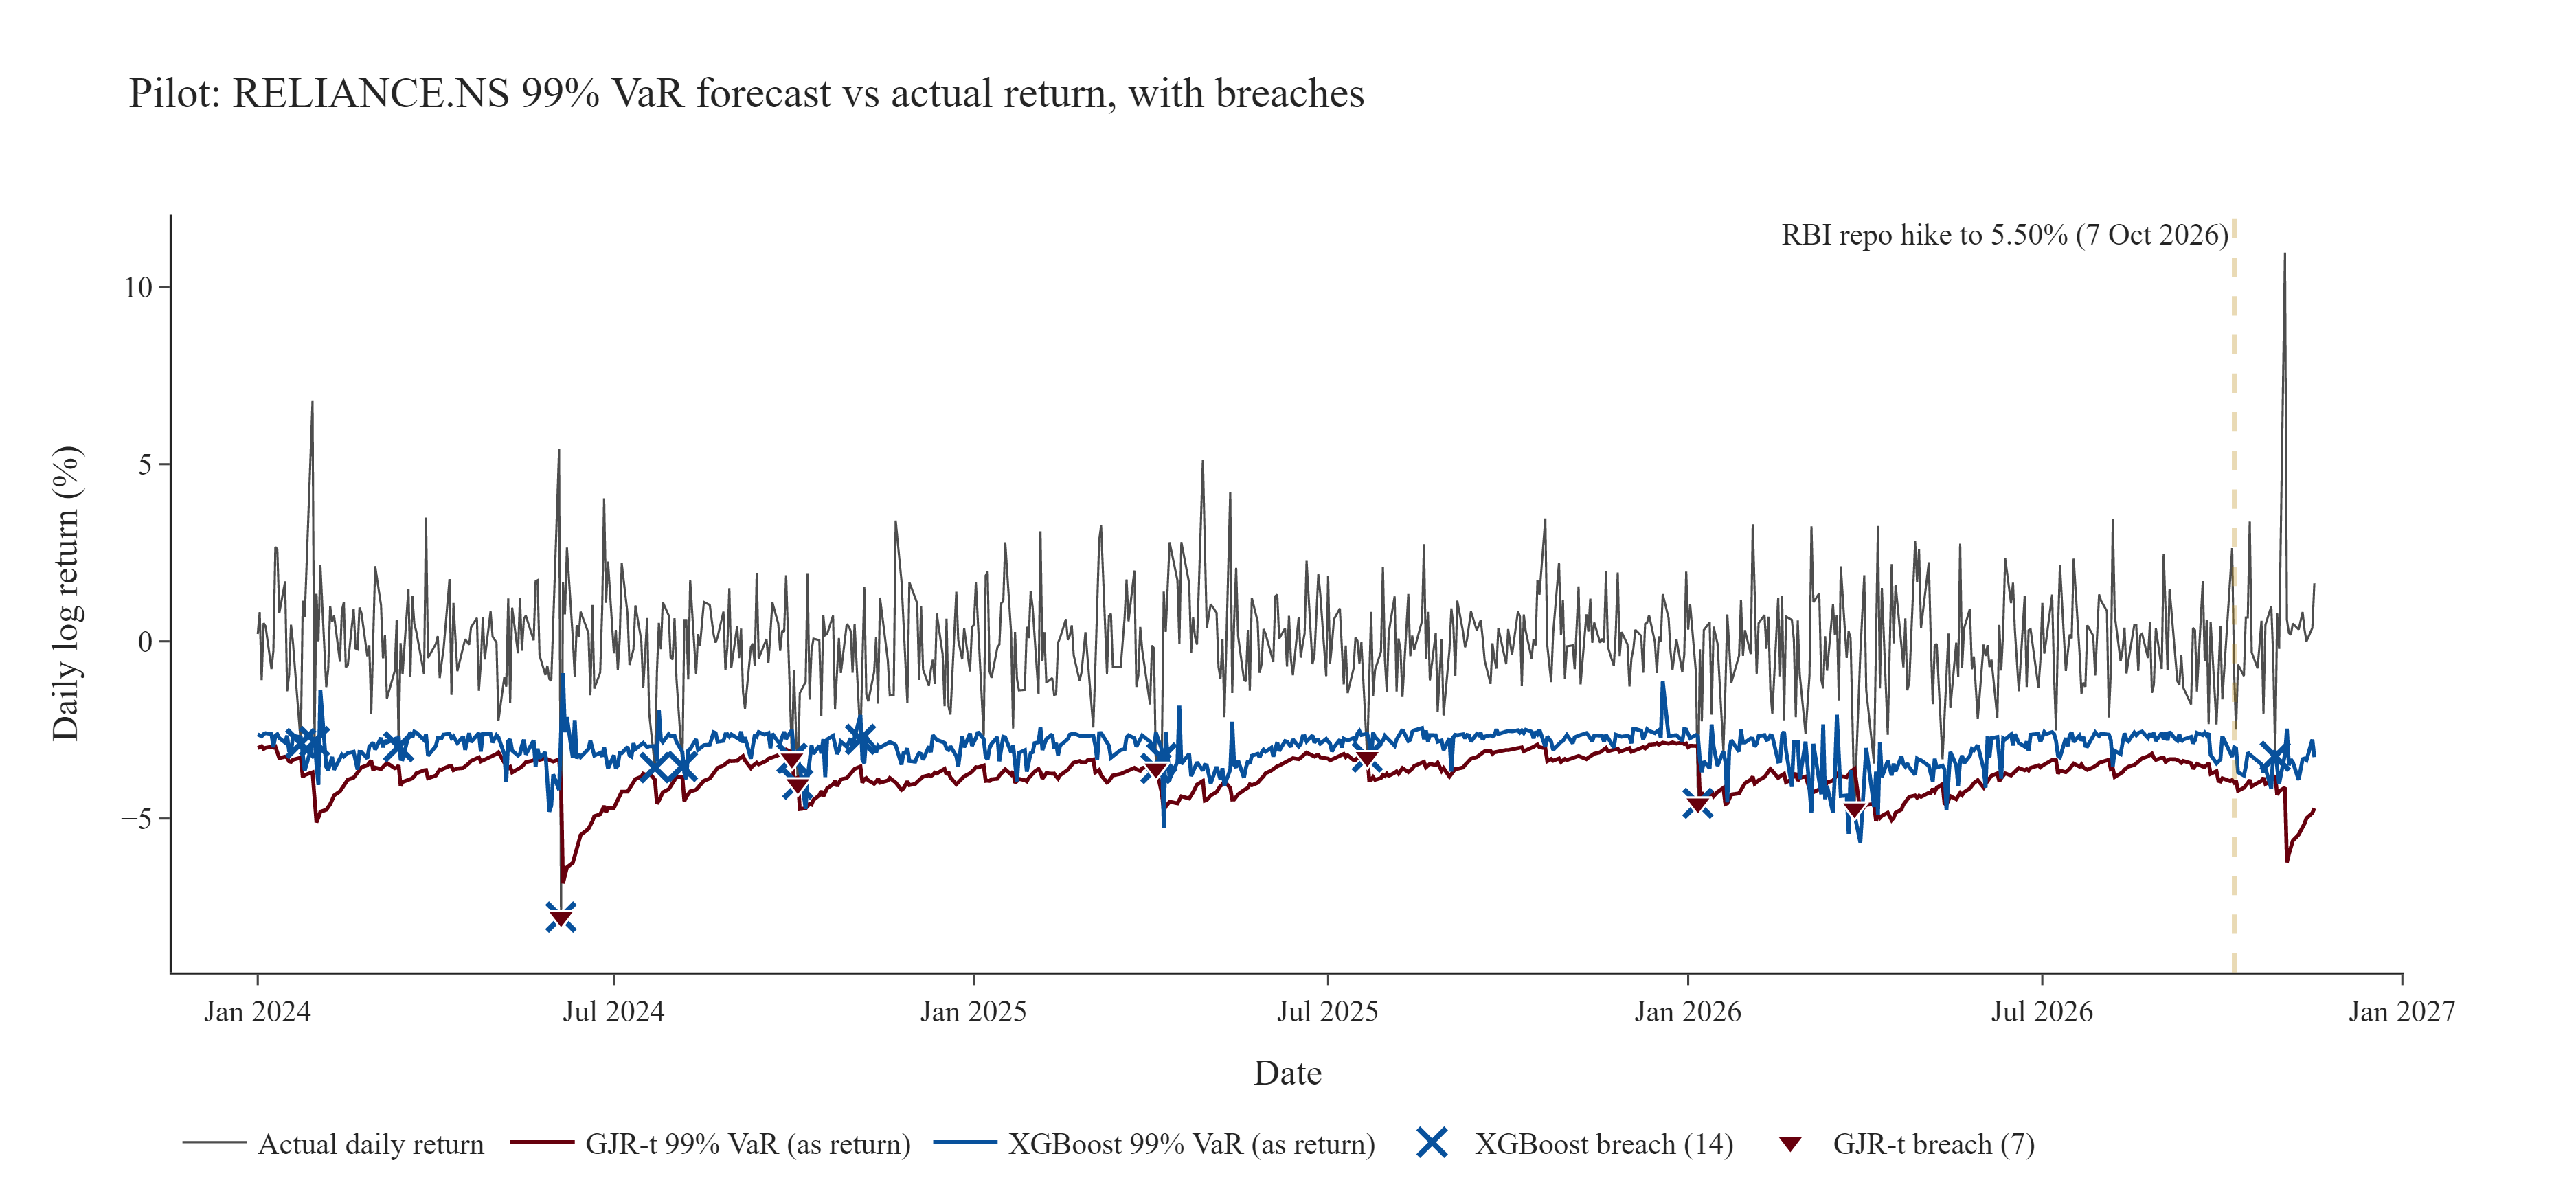 Pilot: RELIANCE.NS 99% VaR forecast vs actual return, with breaches
RBI repo hike to 5.50% (7 Oct 2026)
10
5
0
−5
Daily log return (%)
Jan 2024
Jul 2024
Jan 2025
Jul 2025
Jan 2026
Jul 2026
Jan 2027
Date
Actual daily return
GJR-t 99% VaR (as return)
XGBoost 99% VaR (as return)
XGBoost breach (14)
GJR-t breach (7)